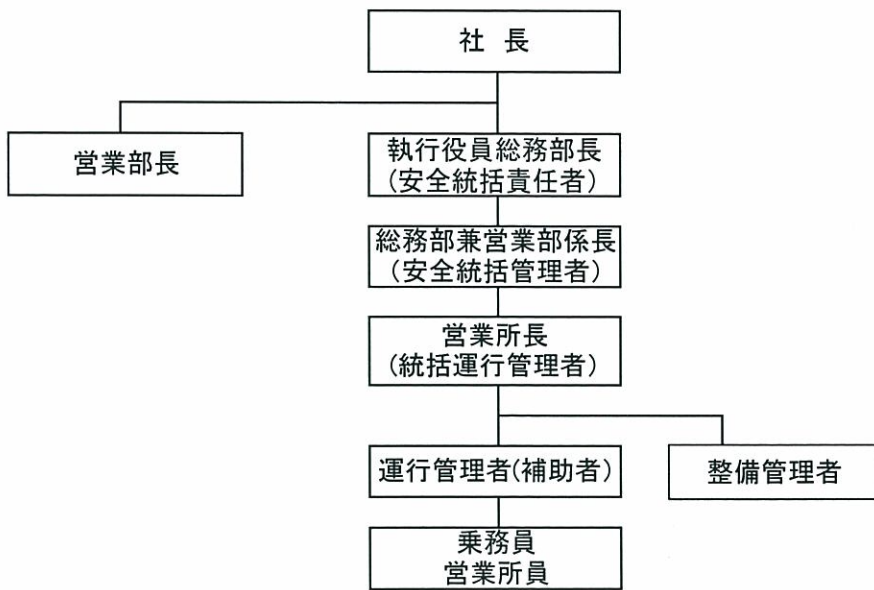 社 長
営業部長
執行役員総務部長
(安全統括責任者)
総務部兼営業部係長
(安全統括管理者)
営業所長
(統括運行管理者)
運行管理者(補助者)
整備管理者
乗務員
営業所員